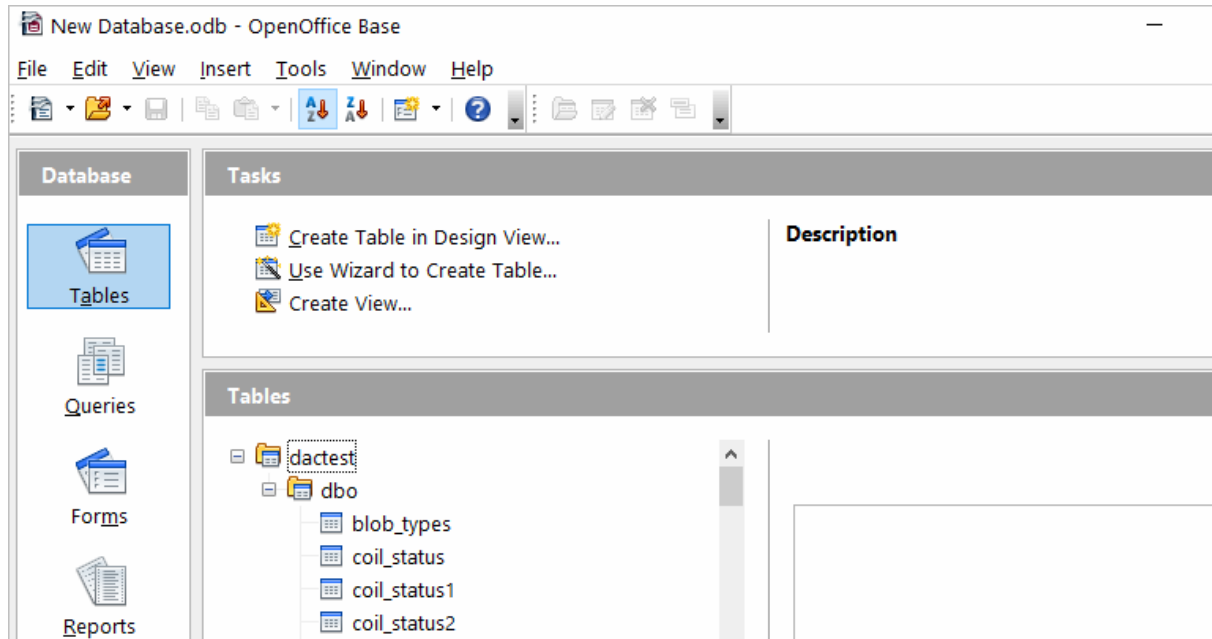 New Database.odb - OpenOffice Base
File Edit View Insert Tools Window Help
Database
Tables
Queries
Forms
Reports
Tasks
Create Table in Design View...
Use Wizard to Create Table...
Create View...
Description
Tables
dactest
dbo
blob_types
coil_status
coil_status1
coil_status2